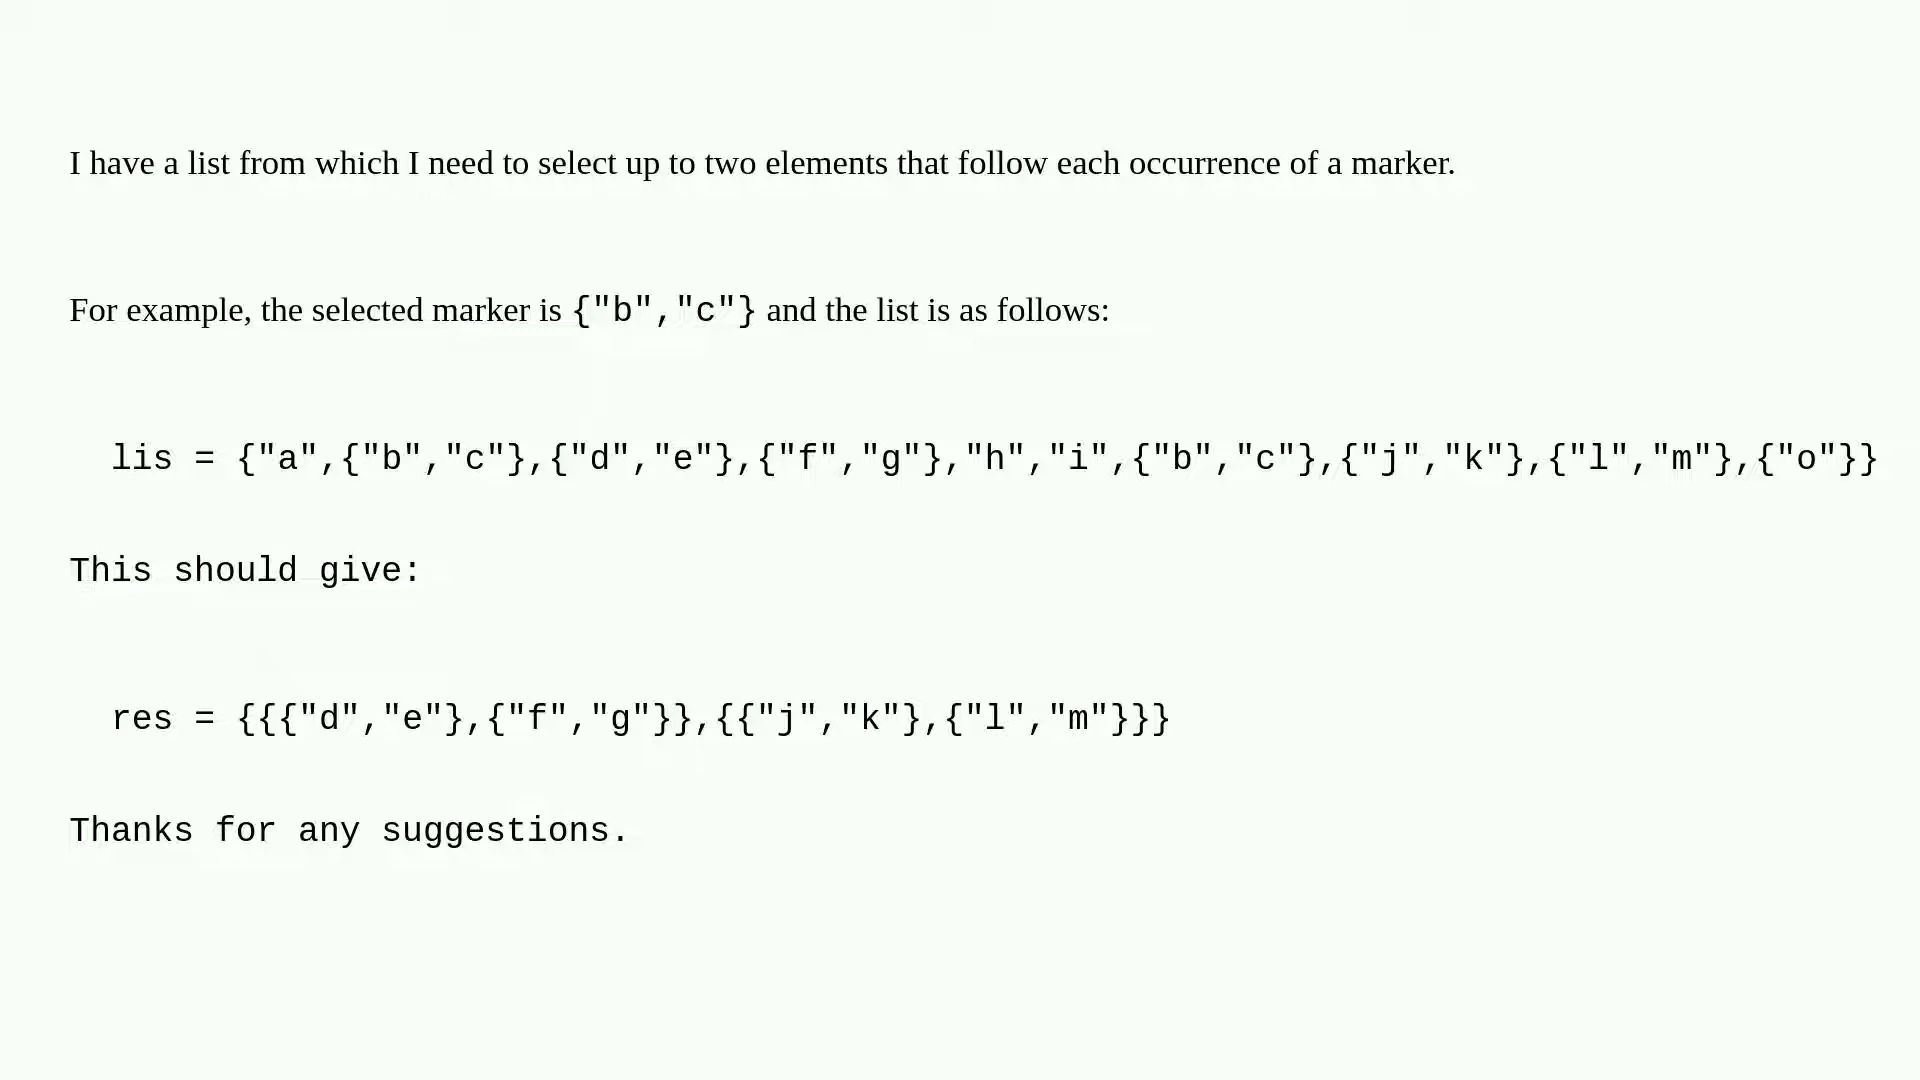 I have a list from which I need to select up to two elements that follow each occurrence of a marker.
For example, the selected marker is {"b","c"} and the list is as follows:
lis = {"a",{"b","c"},{"d","e"},{"f","g"},"h","i",{"b","c"},{"j","k"},{"l","m"},{"o"}}
This should give:
res = {{{"d","e"},{"f","g"}},{{"j","k"},{"l","m"}}}
Thanks for any suggestions.